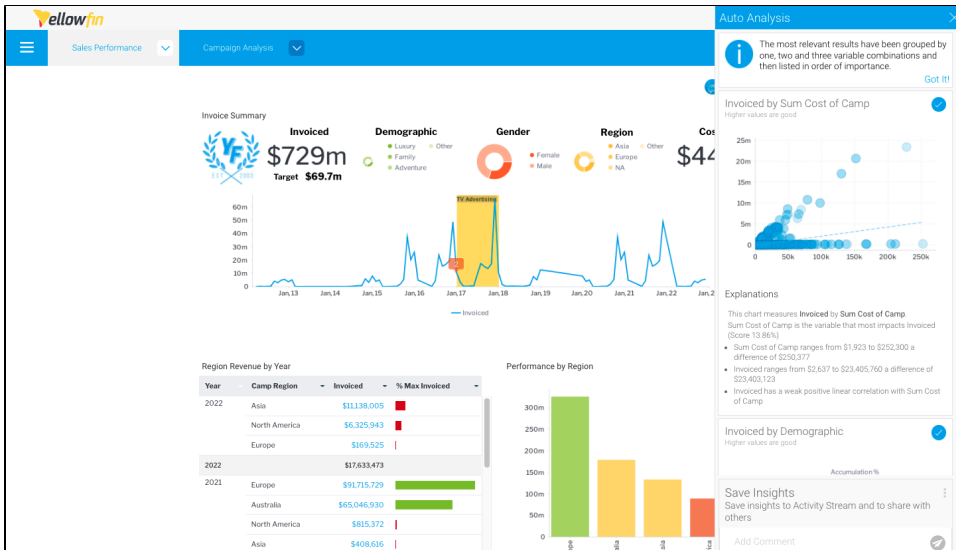 Yellowfin
Auto Analysis
Sales Performance
Campaign Analysis
The most relevant results have been grouped by
one, two and three variable combinations and
then listed in order of importance.
Got It!
Invoice Summary
YF
EST 2003
Invoiced
$729m
Target $69.7m
Demographic
Luxury
Other
Family
Adventure
Gender
Female
Male
Region
Asia
Other
Europe
NA
Cos
$44
TV Advertising
60m
50m
40m
30m
20m
10m
0
2
Jan,13 Jan,14 Jan,15 Jan,16 Jan,17 Jan,18 Jan,19 Jan,20 Jan,21 Jan,22 Jan,2
Invoiced
Region Revenue by Year
Year Camp Region Invoiced % Max Invoiced
2022 Asia $11,138,005
North America $6,325,943
Europe $169,525
2022 $17,633,473
2021 Europe $91,715,729
Australia $65,046,930
North America $815,372
Asia $408,616
Performance by Region
300m
250m
200m
150m
100m
50m
0
ope
alia
sia
ica
Invoiced by Sum Cost of Camp
Higher values are good
25m
20m
15m
10m
5m
0
0 50k 100k 150k 200k 250k
Explanations
This chart measures Invoiced by Sum Cost of Camp.
Sum Cost of Camp is the variable that most impacts Invoiced
(Score 13.86%)
Sum Cost of Camp ranges from $1,923 to $252,300 a
difference of $250,377
Invoiced ranges from $2,637 to $23,405,760 a difference of
$23,403,123
Invoiced has a weak positive linear correlation with Sum Cost
of Camp
Invoiced by Demographic
Higher values are good
Accumulation %
Save Insights
Save insights to Activity Stream and to share with
others
Add Comment